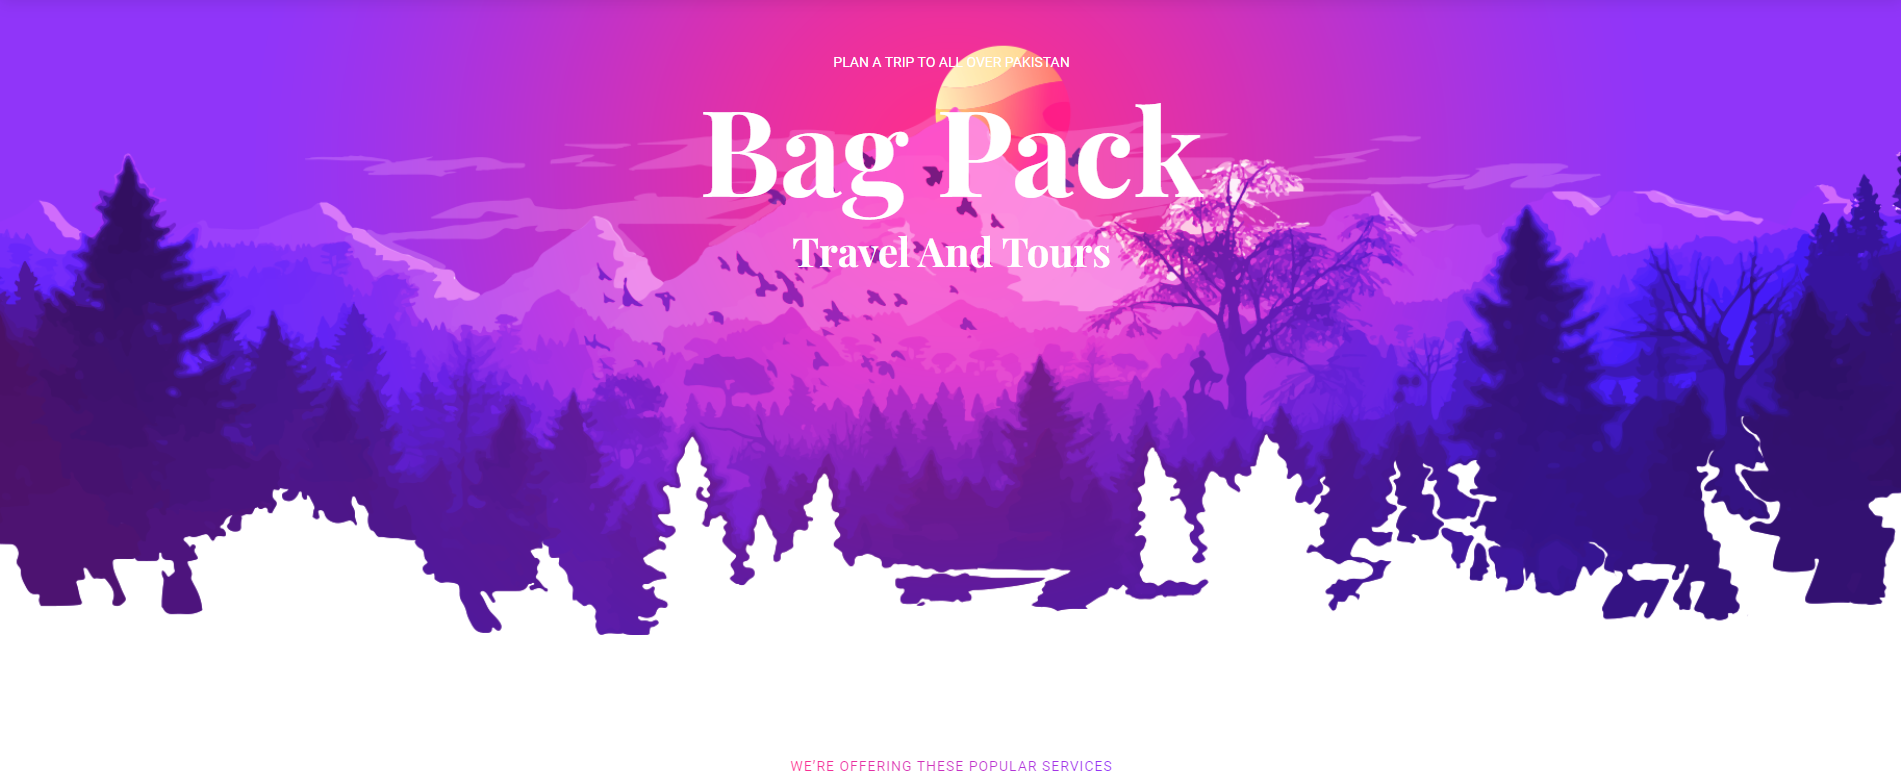 PLAN A TRIP TO ALL OVER PAKISTAN
Bag Pack
Travel And Tours
WE'RE OFFERING THESE POPULAR SERVICES